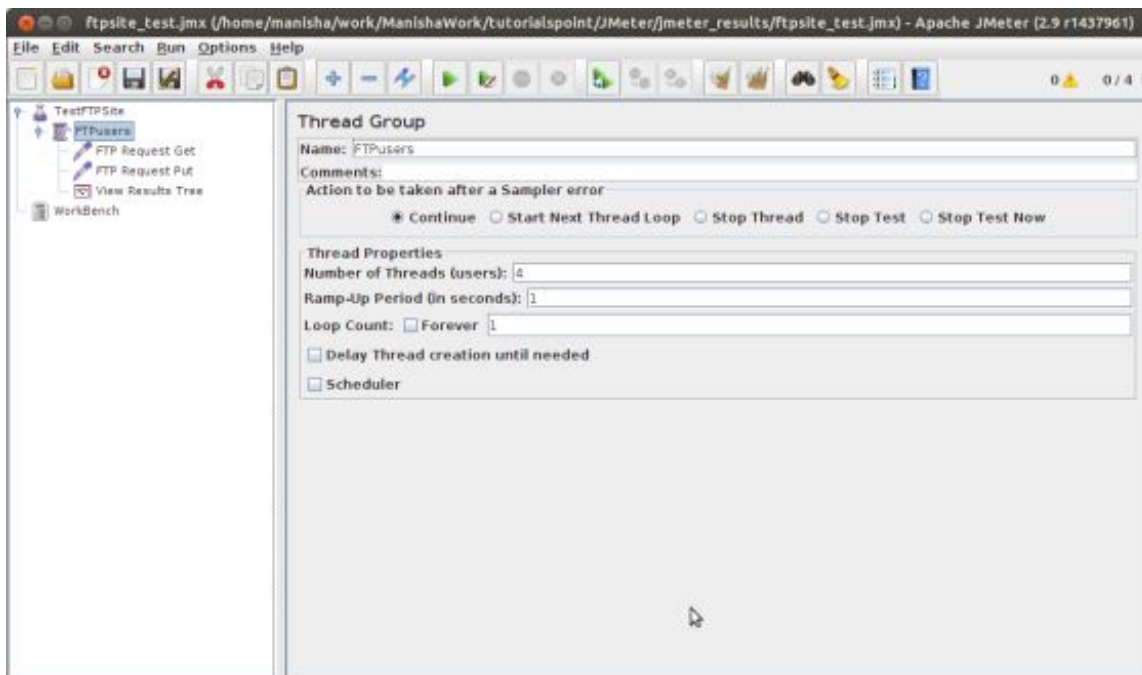 ftpsite_test.jmx (/home/manisha/work/ManishaWork/tutorialspoint/JMeter/jmeter_results/ftpsite_test.jmx) - Apache JMeter (2.9 r1437961)
File Edit Search Run Options Help
0 0 / 4
TestFTPSite
FTPusers
FTP Request Get
FTP Request Put
View Results Tree
WorkBench
Thread Group
Name: FTPusers
Comments:
Action to be taken after a Sampler error
Continue Start Next Thread Loop Stop Thread Stop Test Stop Test Now
Thread Properties
Number of Threads (users): 4
Ramp-Up Period (in seconds): 1
Loop Count: Forever 1
Delay Thread creation until needed
Scheduler